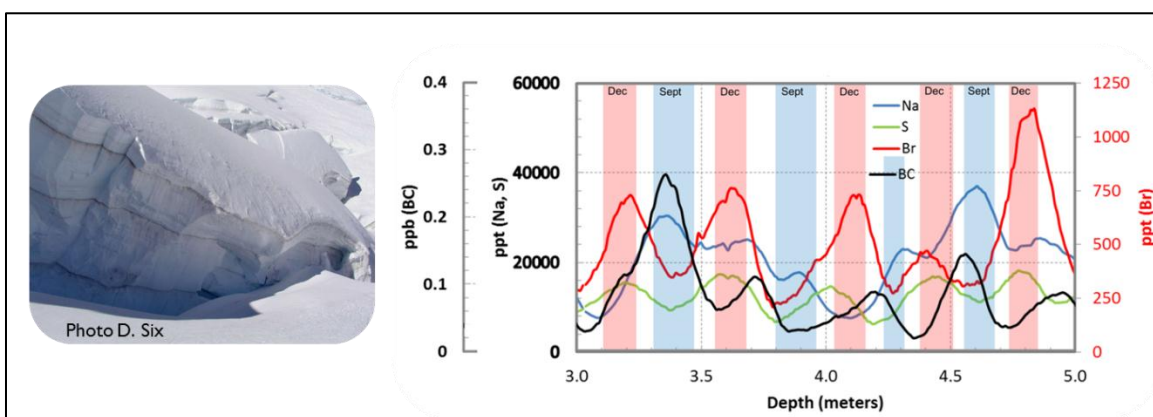 Photo D. Six
ppb (BC)
0.4
0.3
0.2
0.1
0
ppt (Na, S)
60000
40000
20000
0
Dec
Sept
Dec
Sept
Dec
Dec
Sept
Dec
Na
S
Br
BC
1250
1000
750
500
250
0
ppt (Br)
3.0
3.5
4.0
4.5
5.0
Depth (meters)